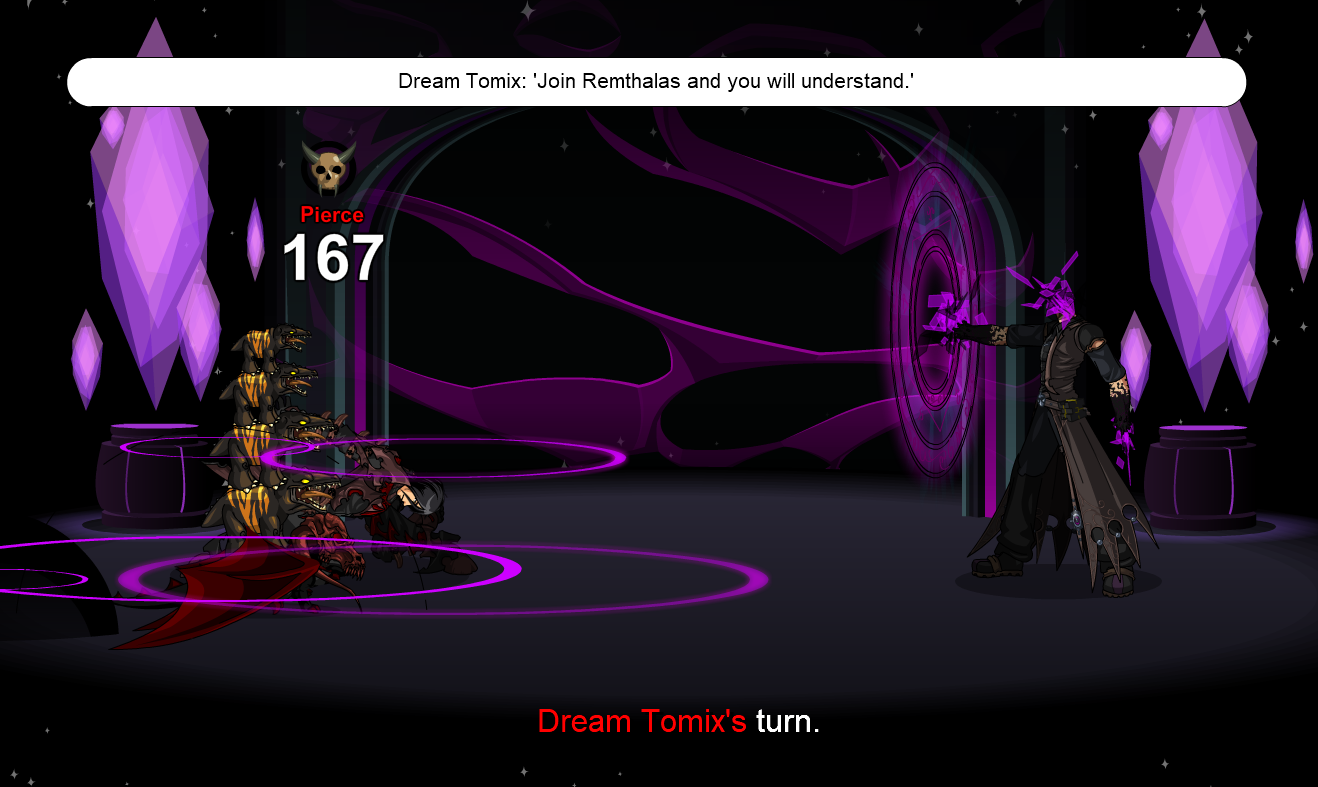 Dream Tomix: 'Join Remthalas and you will understand.'
Pierce
167
Dream Tomix's turn.